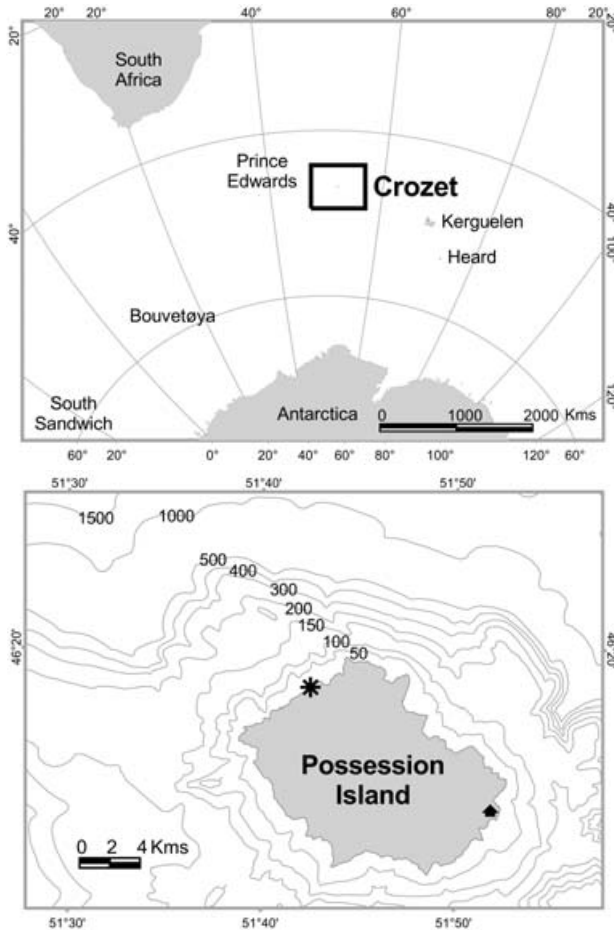 20° 20° 40° 60° 80° 20°
20°
South
Africa
Prince
Edwards
Crozet
40°
Kerguelen
40°
100°
Heard
Bouvetøya
120°
South
Sandwich
Antarctica
0 1000 2000 Kms
60° 20° 0° 20° 40° 60° 80° 100° 120° 60°
51°30' 51°40' 51°50'
1500
1000
500
400
300
200
150
100
50
46°20'
46°20'
Possession
Island
0 2 4 Kms
51°30' 51°40' 51°50'